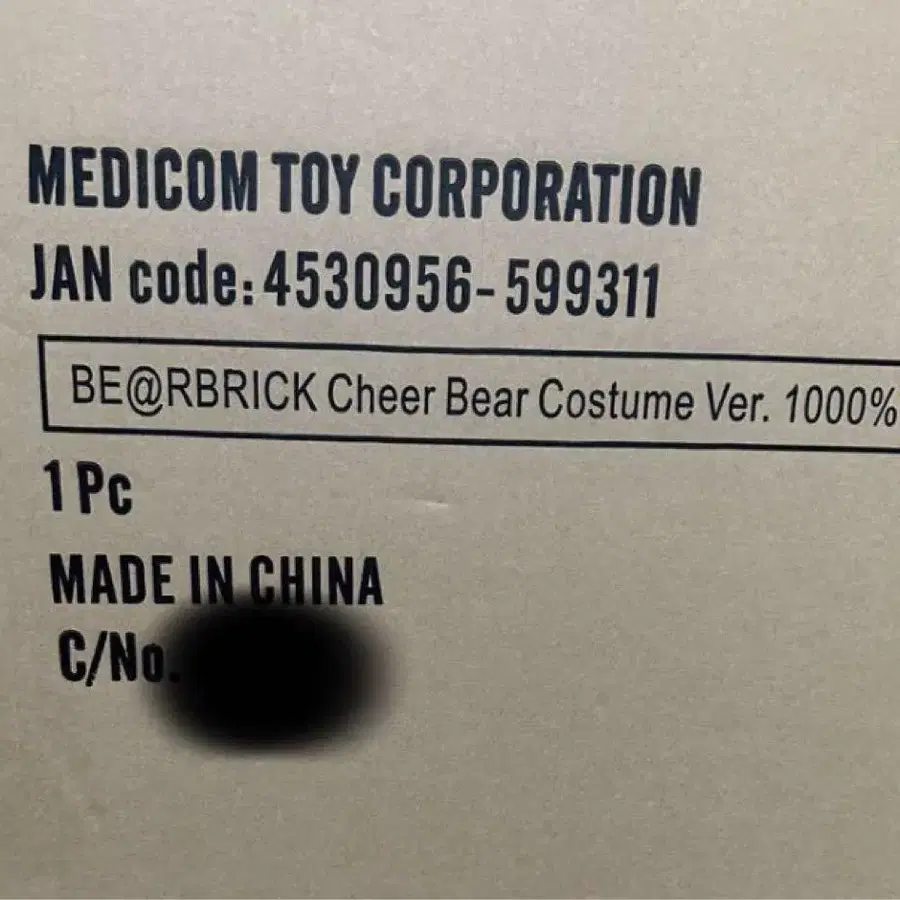 MEDICOM TOY CORPORATION
JAN code: 4530956-599311
BE@RBRICK Cheer Bear Costume Ver. 1000%
1 Pc
MADE IN CHINA
C/No.